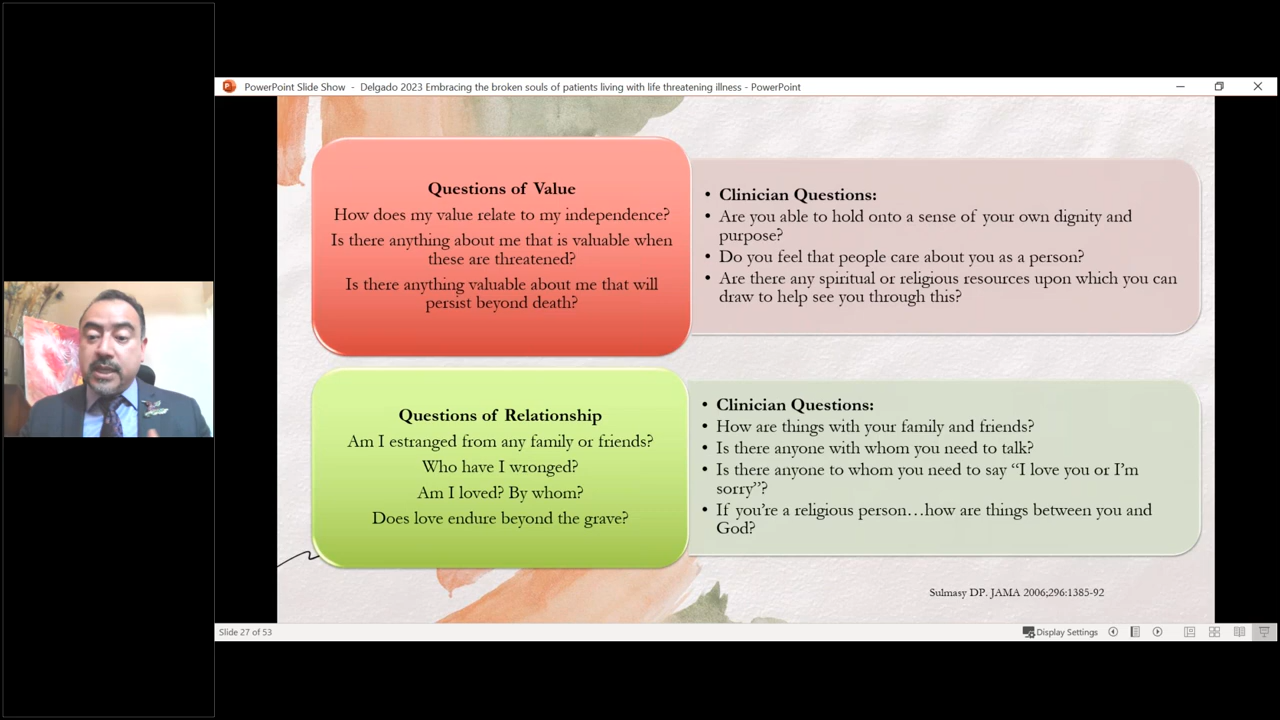 PowerPoint Slide Show - Delgado 2023 Embracing the broken souls of patients living with life threatening illness - PowerPoint
Questions of Value
How does my value relate to my independence?
Is there anything about me that is valuable when
these are threatened?
Is there anything valuable about me that will
persist beyond death?
• Clinician Questions:
• Are you able to hold onto a sense of your own dignity and
purpose?
• Do you feel that people care about you as a person?
• Are there any spiritual or religious resources upon which you can
draw to help see you through this?
Questions of Relationship
Am I estranged from any family or friends?
Who have I wronged?
Am I loved? By whom?
Does love endure beyond the grave?
• Clinician Questions:
• How are things with your family and friends?
• Is there anyone with whom you need to talk?
• Is there anyone to whom you need to say “I love you or I’m
sorry”?
• If you’re a religious person…how are things between you and
God?
Sulmasy DP. JAMA 2006;296:1385-92
Slide 27 of 53
Display Settings